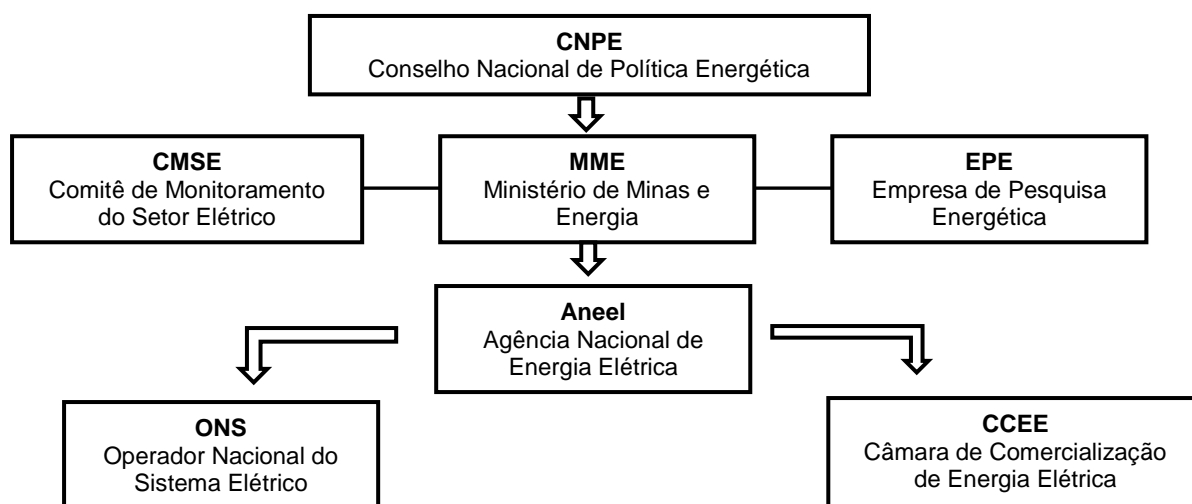 CNPE
Conselho Nacional de Política Energética
CMSE
Comitê de Monitoramento
do Setor Elétrico
MME
Ministério de Minas e
Energia
EPE
Empresa de Pesquisa
Energética
Aneel
Agência Nacional de
Energia Elétrica
ONS
Operador Nacional do
Sistema Elétrico
CCEE
Câmara de Comercialização
de Energia Elétrica